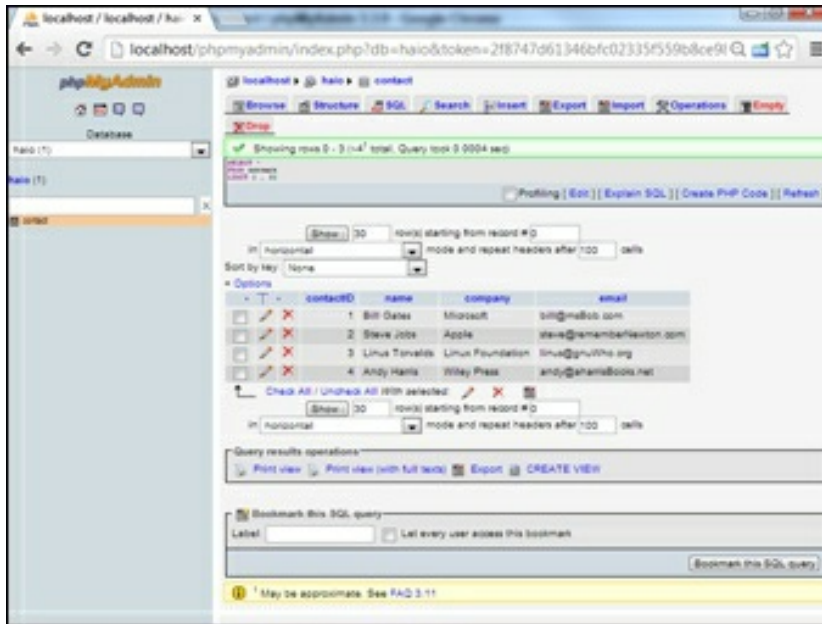 localhost / localhost / hai
localhost/phpmyadmin/index.php?db=haio&token=2f8747d61346bfc02335f559b8ce9
phpMyAdmin
Database
haio (1)
haio (1)
contact
localhost haio contact
Browse Structure SQL Search Insert Export Import Operations Empty
Drop
Showing rows 0 - 3 (~4¹ total, Query took 0.0004 sec)
Profiling [ Edit ] [ Explain SQL ] [ Create PHP Code ] [ Refresh
Show : 30 row(s) starting from record # 0
in horizontal mode and repeat headers after 100 cells
Sort by key: None
+ Options
contactID name company email
1 Bill Gates Microsoft bill@msBob.com
2 Steve Jobs Apple steve@rememberNewton.com
3 Linus Torvalds Linux Foundation linus@gnuWho.org
4 Andy Harris Wiley Press andy@aharrisBooks.net
Check All / Uncheck All With selected:
Show : 30 row(s) starting from record # 0
in horizontal mode and repeat headers after 100 cells
Query results operations
Print view Print view (with full texts) Export CREATE VIEW
Bookmark this SQL query
Label: Let every user access this bookmark
Bookmark this SQL query
¹ May be approximate. See FAQ 3.11